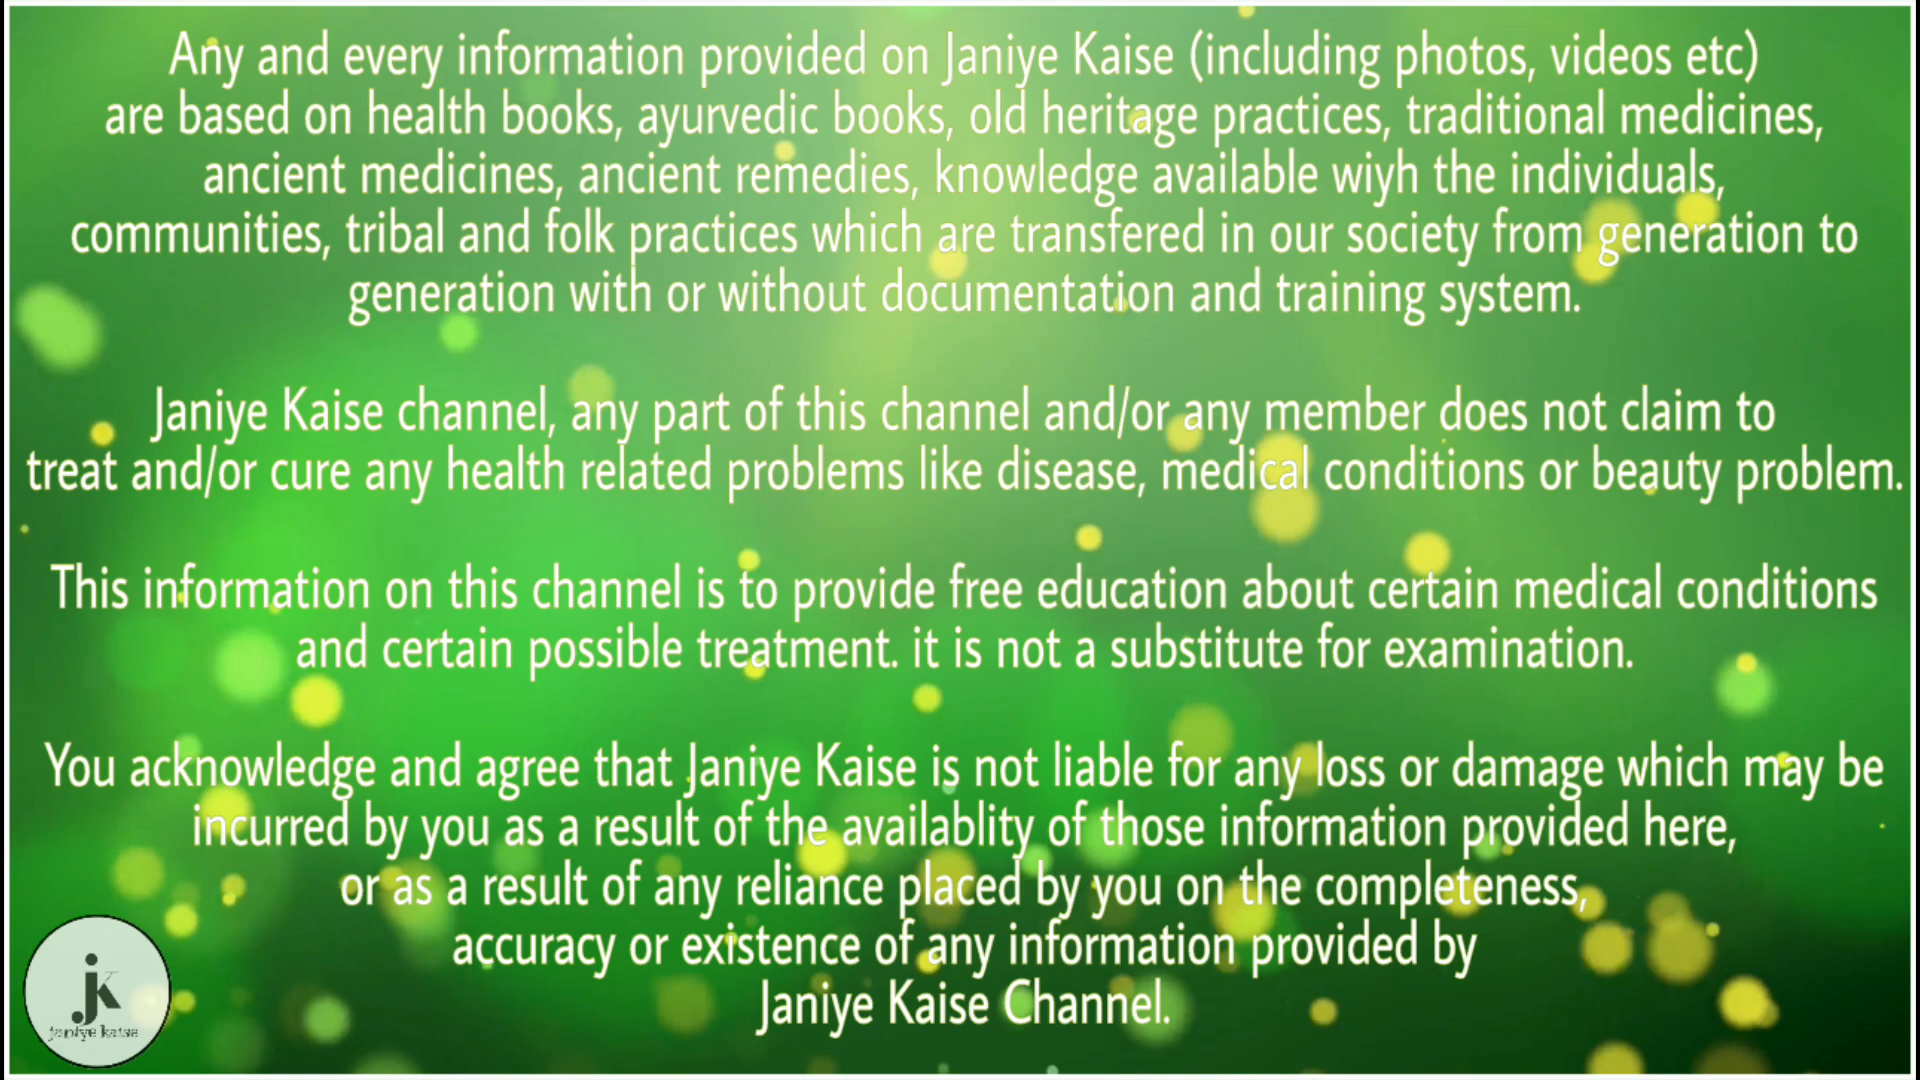 Any and every information provided on Janiye Kaise (including photos, videos etc)
are based on health books, ayurvedic books, old heritage practices, traditional medicines,
ancient medicines, ancient remedies, knowledge available wiyh the individuals,
communities, tribal and folk practices which are transfered in our society from generation to
generation with or without documentation and training system.
Janiye Kaise channel, any part of this channel and/or any member does not claim to
treat and/or cure any health related problems like disease, medical conditions or beauty problem.
This information on this channel is to provide free education about certain medical conditions
and certain possible treatment. it is not a substitute for examination.
You acknowledge and agree that Janiye Kaise is not liable for any loss or damage which may be
incurred by you as a result of the availablity of those information provided here,
or as a result of any reliance placed by you on the completeness,
accuracy or existence of any information provided by
Janiye Kaise Channel.
jk
janiye kaise